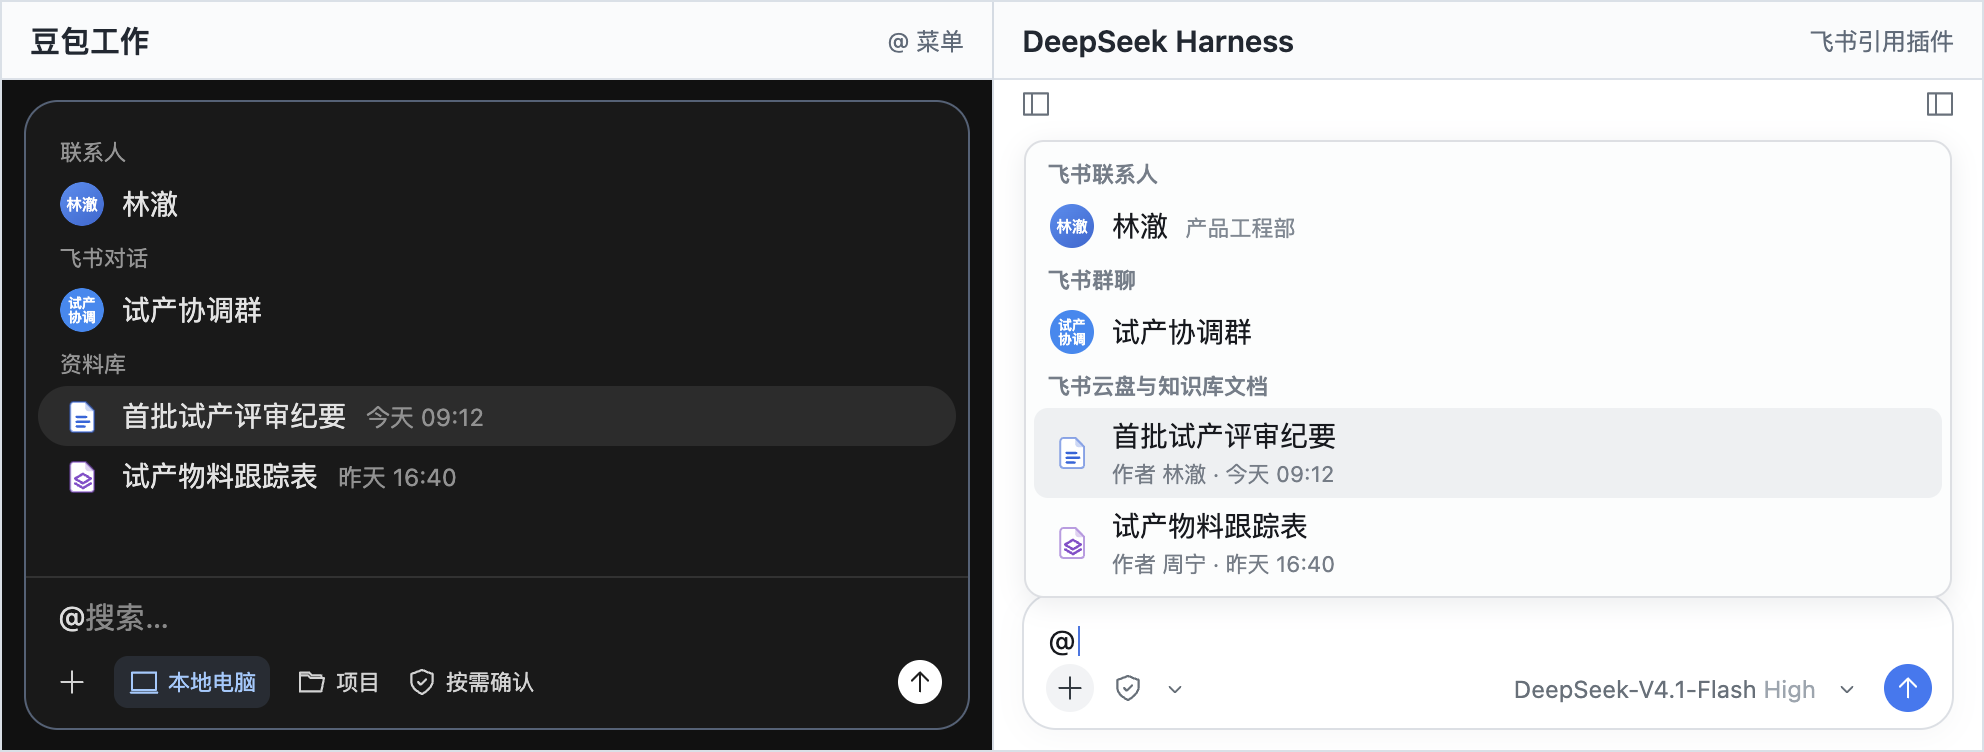 豆包工作
@ 菜单
联系人
林澈 林澈
飞书对话
试产
协调
试产协调群
资料库
首批试产评审纪要 今天 09:12
试产物料跟踪表 昨天 16:40
@搜索...
本地电脑 项目 按需确认
DeepSeek Harness
飞书引用插件
飞书联系人
林澈 林澈 产品工程部
飞书群聊
试产
协调
试产协调群
飞书云盘与知识库文档
首批试产评审纪要
作者 林澈 · 今天 09:12
试产物料跟踪表
作者 周宁 · 昨天 16:40
@
DeepSeek-V4.1-Flash High